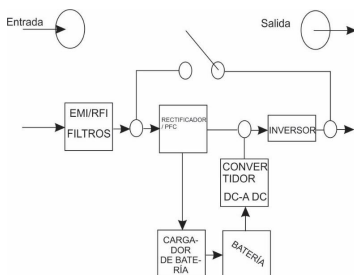 Entrada
Salida
EMI/RFI
FILTROS
RECTIFICADOR
/ PFC
INVERSOR
CONVER
TIDOR
DC-A DC
CARGA-
DOR
DE BATE-
RÍA
BATERÍA